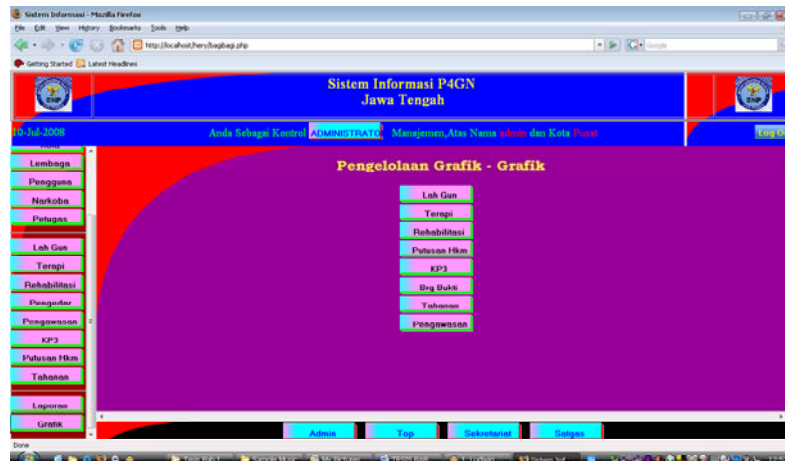 Sistem Informasi - Mozilla Firefox
File Edit View History Bookmarks Tools Help
http://localhost/hery/bagbagi.php
Getting Started Latest Headlines
Sistem Informasi P4GN
Jawa Tengah
10-Jul-2008
Anda Sebagai Kontrol ADMINISTRATO Manajemen,Atas Nama admin dan Kota Pusat
Log O
Lembaga
Pengguna
Narkoba
Petugas
Lah Gun
Terapi
Rehabilitasi
Pengedar
Pengawasan
KP3
Putusan Hkm
Tahanan
Laporan
Grafik
Pengelolaan Grafik - Grafik
Lah Gun
Terapi
Rehabilitasi
Putusan Hkm
KP3
Brg Bukti
Tahanan
Pengawasan
Admin Top Sekretariat Satgas
Done